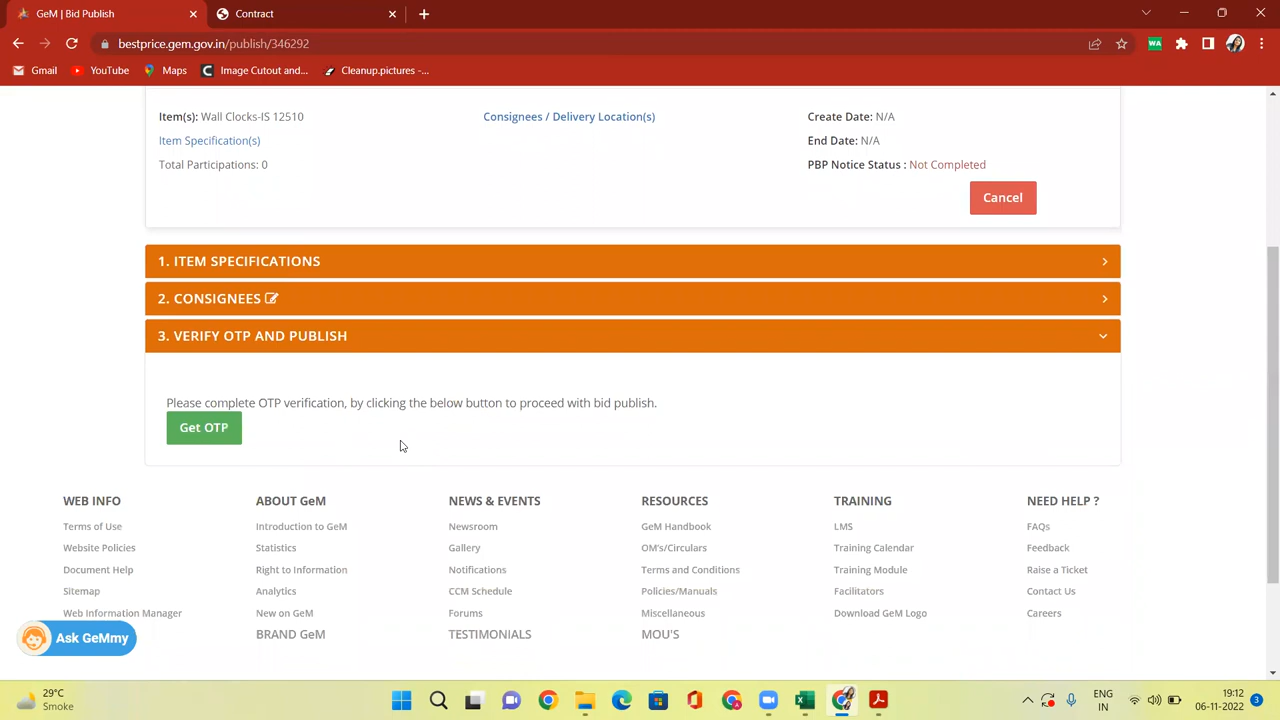 GeM | Bid Publish
Contract
bestprice.gem.gov.in/publish/346292
WA
Gmail
YouTube
Maps
Image Cutout and...
Cleanup.pictures -...
Item(s): Wall Clocks-IS 12510
Consignees / Delivery Location(s)
Create Date: N/A
Item Specification(s)
End Date: N/A
Total Participations: 0
PBP Notice Status : Not Completed
Cancel
1. ITEM SPECIFICATIONS
2. CONSIGNEES
3. VERIFY OTP AND PUBLISH
Please complete OTP verification, by clicking the below button to proceed with bid publish.
Get OTP
WEB INFO
ABOUT GeM
NEWS & EVENTS
RESOURCES
TRAINING
NEED HELP ?
Terms of Use
Introduction to GeM
Newsroom
GeM Handbook
LMS
FAQs
Website Policies
Statistics
Gallery
OM's/Circulars
Training Calendar
Feedback
Document Help
Right to Information
Notifications
Terms and Conditions
Training Module
Raise a Ticket
Sitemap
Analytics
CCM Schedule
Policies/Manuals
Facilitators
Contact Us
Web Information Manager
New on GeM
Forums
Miscellaneous
Download GeM Logo
Careers
BRAND GeM
TESTIMONIALS
MOU'S
Ask GeMmy
29°C
Smoke
ENG
IN
19:12
06-11-2022
3